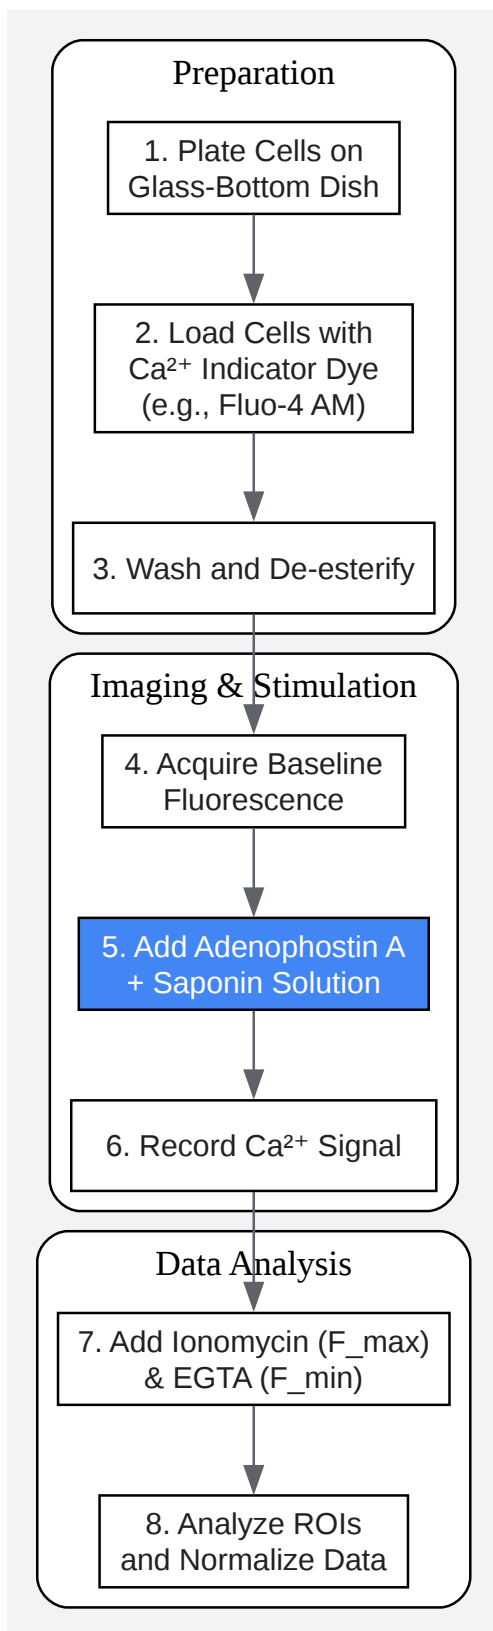 Preparation
1. Plate Cells on
Glass-Bottom Dish
2. Load Cells with
Ca²⁺ Indicator Dye
(e.g., Fluo-4 AM)
3. Wash and De-esterify
Imaging & Stimulation
4. Acquire Baseline
Fluorescence
5. Add Adenophostin A
+ Saponin Solution
6. Record Ca²⁺ Signal
Data Analysis
7. Add Ionomycin (F_max)
& EGTA (F_min)
8. Analyze ROIs
and Normalize Data